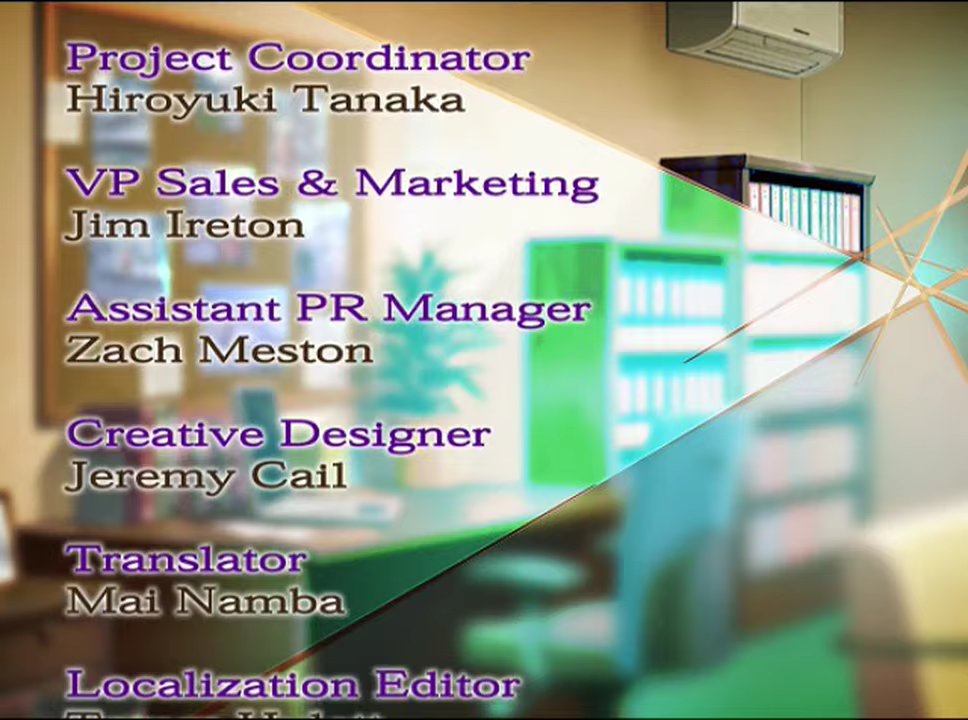 Project Coordinator
Hiroyuki Tanaka
VP Sales & Marketing
Jim Ireton
Assistant PR Manager
Zach Meston
Creative Designer
Jeremy Cail
Translator
Mai Namba
Localization Editor